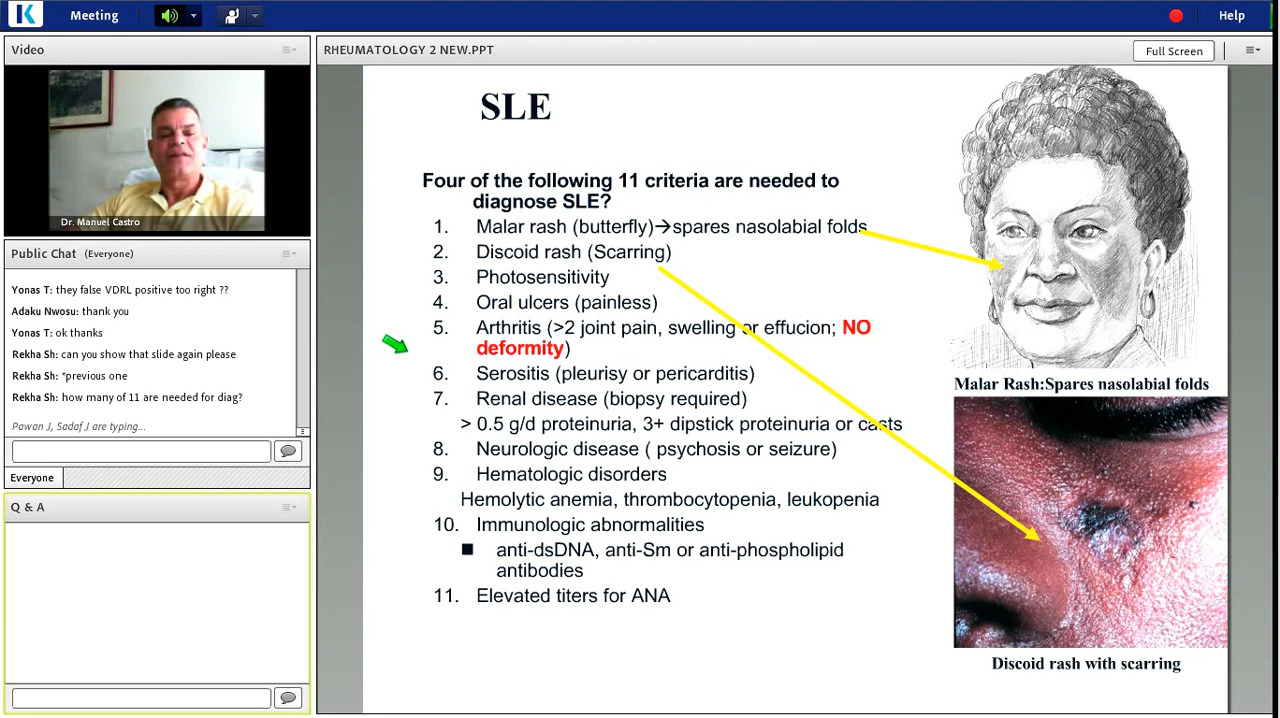 K
Meeting
Help
Video
Dr. Manuel Castro
Public Chat (Everyone)
Yonas T: they false VDRL positive too right ??
Adaku Nwosu: thank you
Yonas T: ok thanks
Rekha Sh: can you show that slide again please
Rekha Sh: *previous one
Rekha Sh: how many of 11 are needed for diag?
Pawan J, Sadaf J are typing...
Everyone
Q & A
RHEUMATOLOGY 2 NEW.PPT
Full Screen
SLE
Four of the following 11 criteria are needed to
diagnose SLE?
1. Malar rash (butterfly)→spares nasolabial folds
2. Discoid rash (Scarring)
3. Photosensitivity
4. Oral ulcers (painless)
5. Arthritis (>2 joint pain, swelling or effucion; NO
deformity)
6. Serositis (pleurisy or pericarditis)
7. Renal disease (biopsy required)
> 0.5 g/d proteinuria, 3+ dipstick proteinuria or casts
8. Neurologic disease ( psychosis or seizure)
9. Hematologic disorders
Hemolytic anemia, thrombocytopenia, leukopenia
10. Immunologic abnormalities
■ anti-dsDNA, anti-Sm or anti-phospholipid
antibodies
11. Elevated titers for ANA
Malar Rash:Spares nasolabial folds
Discoid rash with scarring